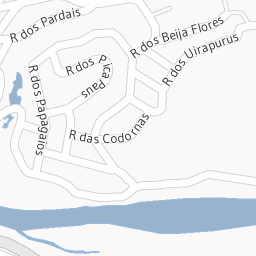 R dos Pardais
R dos Beija Flores
R dos Pica Paus
R dos Uirapurus
R dos Papagaios
R das Codornas